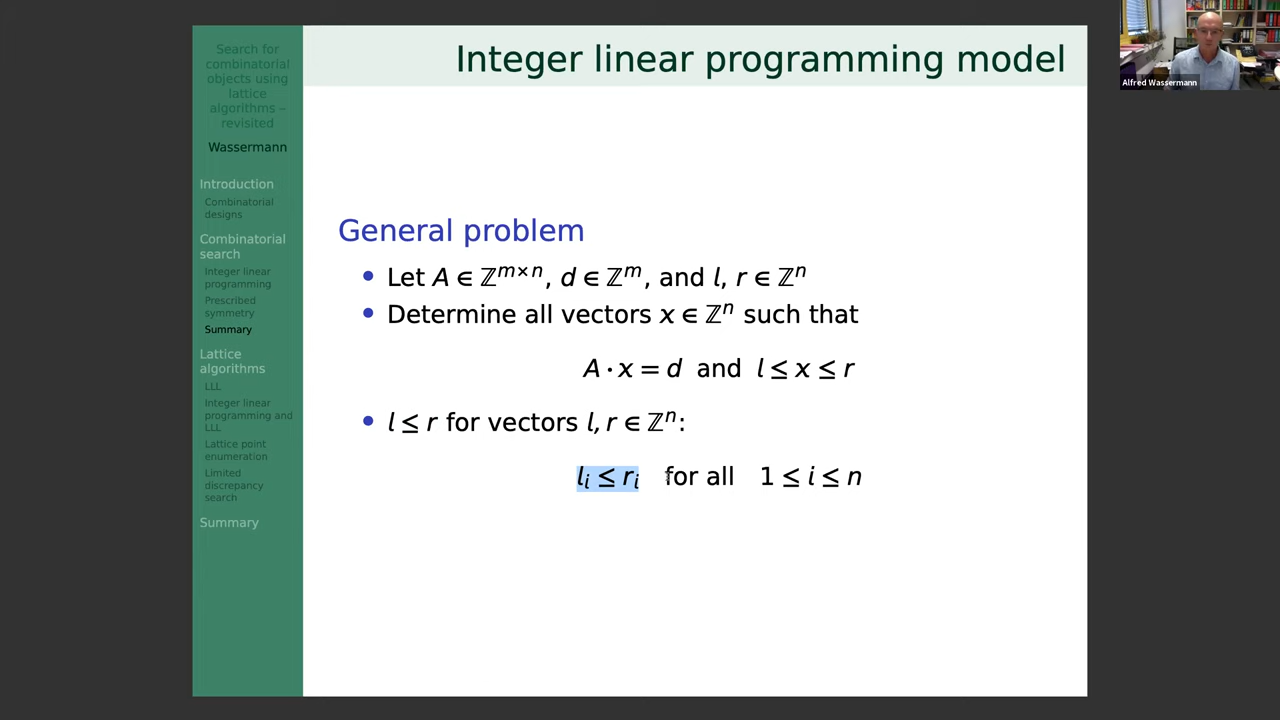 Search for
combinatorial
objects using
lattice
algorithms –
revisited
Wassermann
Introduction
Combinatorial
designs
Combinatorial
search
Integer linear
programming
Prescribed
symmetry
Summary
Lattice
algorithms
LLL
Integer linear
programming and
LLL
Lattice point
enumeration
Limited
discrepancy
search
Summary
Integer linear programming model
General problem
• Let A ∈ ℤ^{m×n}, d ∈ ℤ^m, and l, r ∈ ℤ^n
• Determine all vectors x ∈ ℤ^n such that
A · x = d and l ≤ x ≤ r
• l ≤ r for vectors l, r ∈ ℤ^n:
l_i ≤ r_i for all 1 ≤ i ≤ n
Alfred Wassermann